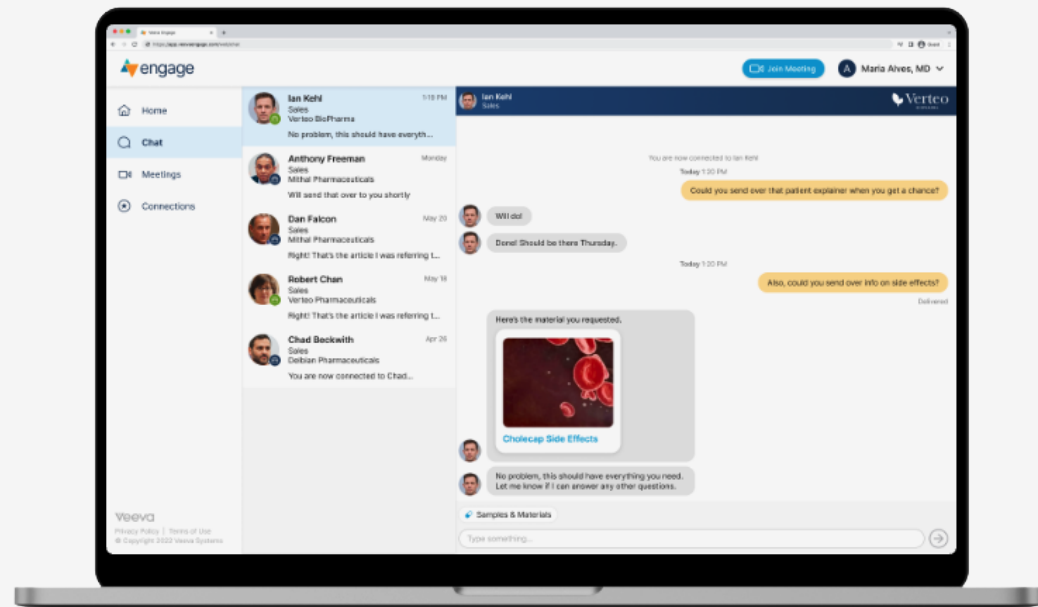 Veeva Engage
https://app.veevaengage.com/webchat
Guest
engage
Join Meeting
A
Maria Alves, MD
Home
Chat
Meetings
Connections
Ian Kehl
1:18 PM
Sales
Verteo BioPharma
No problem, this should have everyth...
Anthony Freeman
Monday
Sales
Mithal Pharmaceuticals
Will send that over to you shortly
Dan Falcon
May 20
Sales
Mithal Pharmaceuticals
Right! That's the article I was referring t...
Robert Chan
May 18
Sales
Verteo Pharmaceuticals
Right! That's the article I was referring t...
Chad Beckwith
Apr 26
Sales
Delbian Pharmaceuticals
You are now connected to Chad...
Ian Kehl
Sales
Verteo
You are now connected to Ian Kehl
Today 1:20 PM
Could you send over that patient explainer when you get a chance?
Will do!
Done! Should be there Thursday.
Today 1:20 PM
Also, could you send over info on side effects?
Delivered
Here's the material you requested.
Cholecap Side Effects
No problem, this should have everything you need.
Let me know if I can answer any other questions.
Samples & Materials
Type something...
Veeva
Privacy Policy | Terms of Use
© Copyright 2022 Veeva Systems